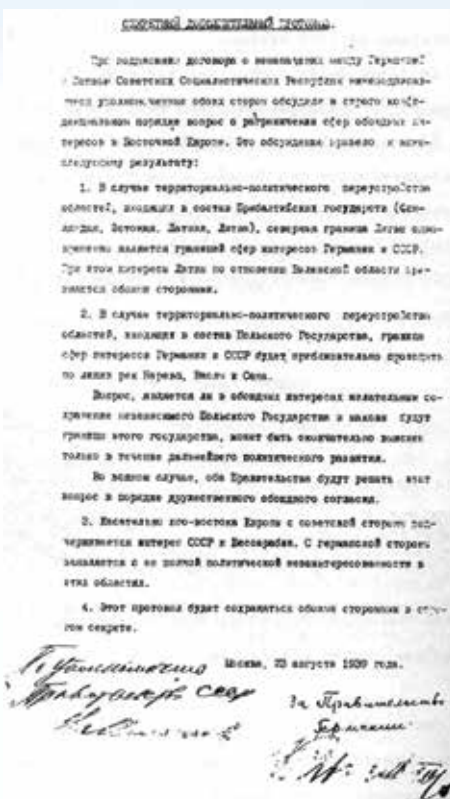 СЕКРЕТНЫЙ ДОПОЛНИТЕЛЬНЫЙ ПРОТОКОЛ.
При подписании договора о ненападении между Германией
и Союзом Советских Социалистических Республик нижеподписав-
шиеся уполномоченные обеих сторон обсудили в строго конфи-
денциальном порядке вопрос о разграничении сфер обоюдных ин-
тересов в Восточной Европе. Это обсуждение привело к ниже-
следующему результату:
1. В случае территориально-политического переустройства
областей, входящих в состав Прибалтийских государств (Фин-
ляндия, Эстония, Латвия, Литва), северная граница Литвы одно-
временно является границей сфер интересов Германии и СССР.
При этом интересы Литвы по отношению Виленской области при-
знаются обеими сторонами.
2. В случае территориально-политического переустройства
областей, входящих в состав Польского Государства, граница
сфер интересов Германии и СССР будет приблизительно проходить
по линии рек Нарева, Вислы и Сана.
Вопрос, является ли в обоюдных интересах желательным со-
хранение независимого Польского Государства и каковы будут
границы этого государства, может быть окончательно выяснен
только в течение дальнейшего политического развития.
Во всяком случае, оба Правительства будут решать этот
вопрос в порядке дружественного обоюдного согласия.
3. Касательно юго-востока Европы с советской стороны под-
черкивается интерес СССР к Бессарабии. С германской стороны
заявляется о ее полной политической незаинтересованности в
этих областях.
4. Этот протокол будет сохраняться обеими сторонами в стро-
гом секрете.
Москва, 23 августа 1939 года.
По уполномочию
Правительства СССР
За Правительство
Германии